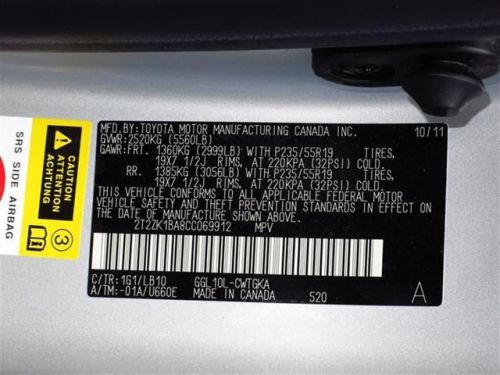 MFD.BY:TOYOTA MOTOR MANUFACTURING CANADA INC. 10/11
GVWR:2520KG (5560LB)
GAWR:FRT. 1360KG (2999LB) WITH P235/55R19 TIRES,
19X7 1/2J RIMS, AT 220KPA (32PSI) COLD
RR. 1385KG (3056LB) WITH P235/55R19 TIRES,
19X7 1/2J RIMS, AT 220KPA (32PSI) COLD.
THIS VEHICLE CONFORMS TO ALL APPLICABLE FEDERAL MOTOR
VEHICLE SAFETY AND THEFT PREVENTION STANDARDS IN EFFECT
ON THE DATE OF MANUFACTURE SHOWN ABOVE.
2T2ZK1BA8CC069912 MPV
C/TR:1G1/LB10 GGL10L-CWTGKA
A/TM:-01A/U660E MADE IN CANADA 520 A
CAUTION
ATTENTION
ACHTUNG
3
SRS SIDE AIRBAG